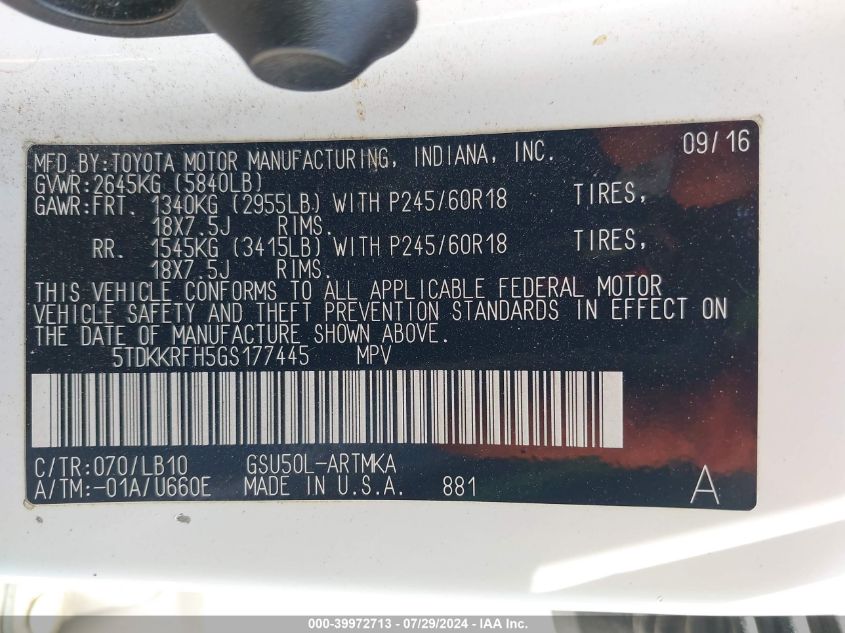 MFD.BY:TOYOTA MOTOR MANUFACTURING, INDIANA, INC. 09/16
GVWR:2645KG (5840LB)
GAWR:FRT. 1340KG (2955LB) WITH P245/60R18 TIRES,
18X7.5J RIMS.
RR. 1545KG (3415LB) WITH P245/60R18 TIRES,
18X7.5J RIMS.
THIS VEHICLE CONFORMS TO ALL APPLICABLE FEDERAL MOTOR
VEHICLE SAFETY AND THEFT PREVENTION STANDARDS IN EFFECT ON
THE DATE OF MANUFACTURE SHOWN ABOVE.
5TDKKRFH5GS177445 MPV
C/TR:070/LB10 GSU50L-ARTMKA
A/TM:-01A/U660E MADE IN U.S.A. 881 A
000-39972713 - 07/29/2024 - IAA Inc.